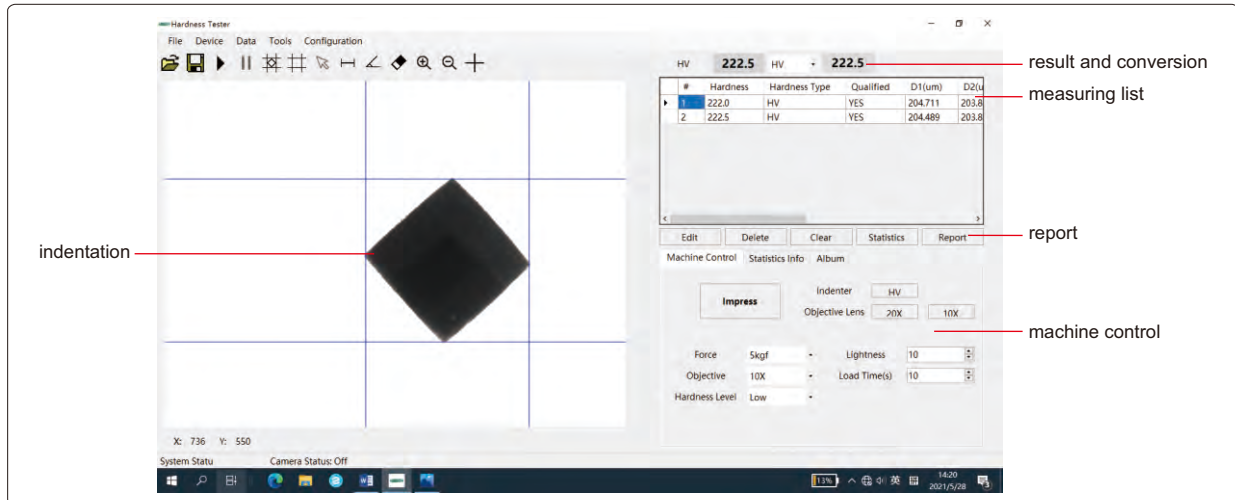 Hardness Tester
File Device Data Tools Configuration
HV 222.5 HV 222.5
result and conversion
# Hardness Hardness Type Qualified D1(um) D2(u
measuring list
1 222.0 HV YES 204.711 203.8
2 222.5 HV YES 204.489 203.8
indentation
Edit Delete Clear Statistics Report
report
Machine Control Statistics Info Album
Impress
Indenter HV
Objective Lens 20X 10X
machine control
Force 5kgf Lightness 10
Objective 10X Load Time(s) 10
Hardness Level Low
X: 736 Y: 550
System Statu Camera Status: Off
13% 英 14:20
2021/5/28